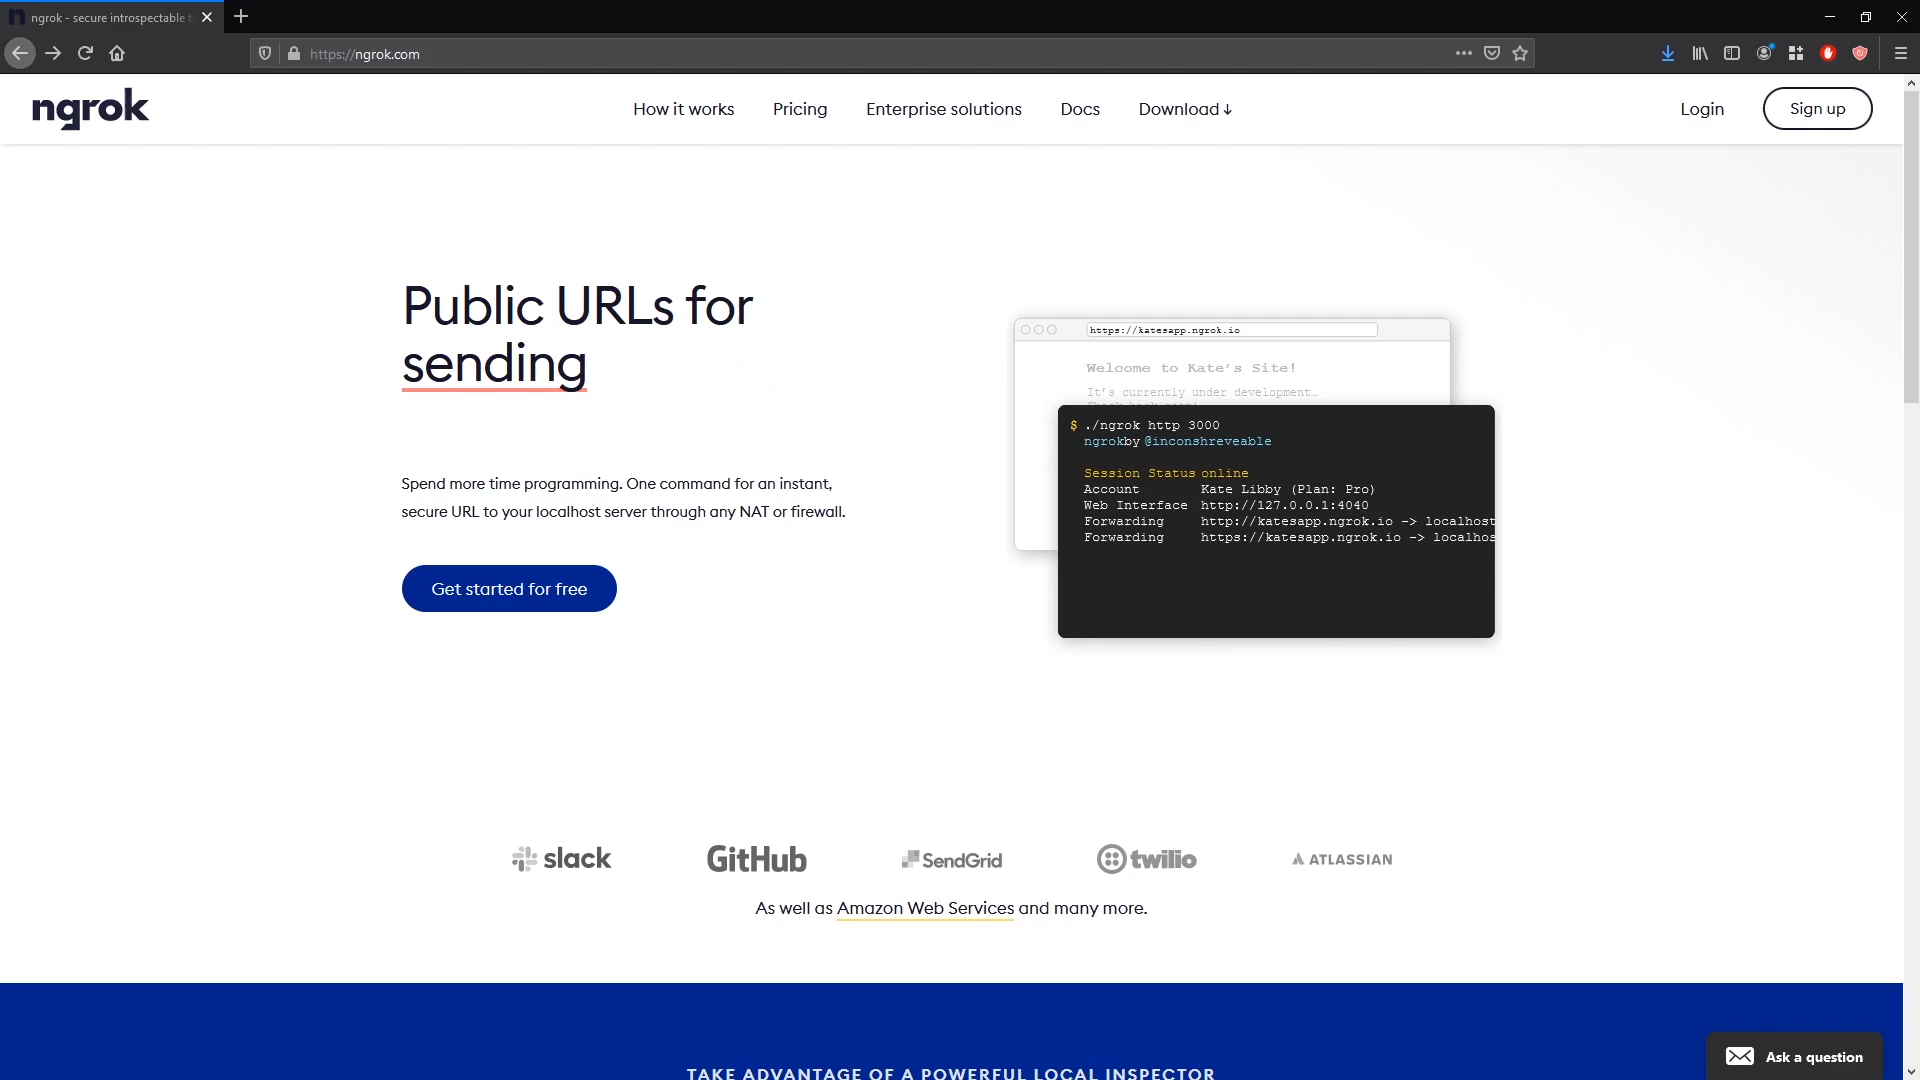 ngrok - secure introspectable t
https://ngrok.com
ngrok
How it works
Pricing
Enterprise solutions
Docs
Download ↓
Login
Sign up
Public URLs for
sending
Spend more time programming. One command for an instant,
secure URL to your localhost server through any NAT or firewall.
Get started for free
https://katesapp.ngrok.io
Welcome to Kate's Site!
It's currently under development…
$ ./ngrok http 3000
ngrokby @inconshreveable
Session Status online
Account Kate Libby (Plan: Pro)
Web Interface http://127.0.0.1:4040
Forwarding http://katesapp.ngrok.io -> localhost
Forwarding https://katesapp.ngrok.io -> localhos
slack
GitHub
SendGrid
twilio
ATLASSIAN
As well as Amazon Web Services and many more.
TAKE ADVANTAGE OF A POWERFUL LOCAL INSPECTOR
Ask a question